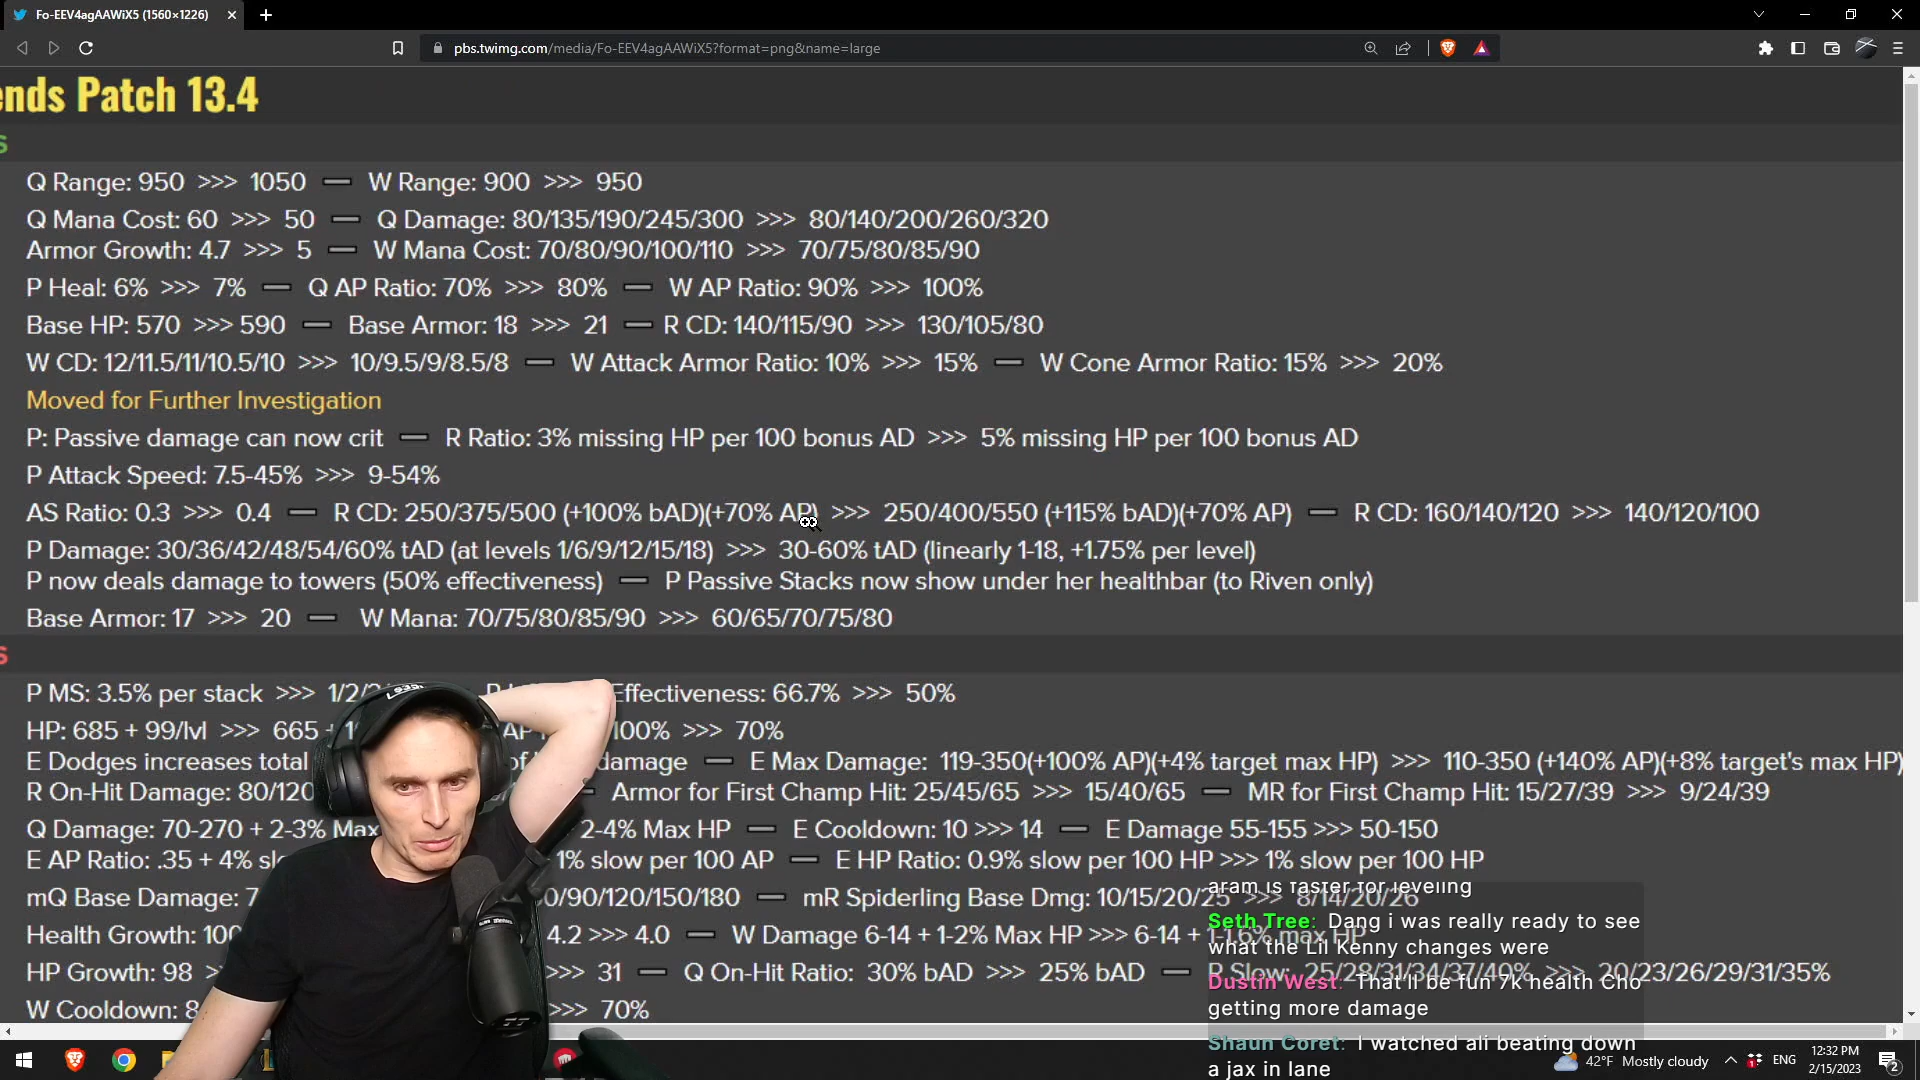 Fo-EEV4agAAWiX5 (1560×1226)
pbs.twimg.com/media/Fo-EEV4agAAWiX5?format=png&name=large
ends Patch 13.4
s
Q Range: 950 >>> 1050 — W Range: 900 >>> 950
Q Mana Cost: 60 >>> 50 — Q Damage: 80/135/190/245/300 >>> 80/140/200/260/320
Armor Growth: 4.7 >>> 5 — W Mana Cost: 70/80/90/100/110 >>> 70/75/80/85/90
P Heal: 6% >>> 7% — Q AP Ratio: 70% >>> 80% — W AP Ratio: 90% >>> 100%
Base HP: 570 >>> 590 — Base Armor: 18 >>> 21 — R CD: 140/115/90 >>> 130/105/80
W CD: 12/11.5/11/10.5/10 >>> 10/9.5/9/8.5/8 — W Attack Armor Ratio: 10% >>> 15% — W Cone Armor Ratio: 15% >>> 20%
Moved for Further Investigation
P: Passive damage can now crit — R Ratio: 3% missing HP per 100 bonus AD >>> 5% missing HP per 100 bonus AD
P Attack Speed: 7.5-45% >>> 9-54%
AS Ratio: 0.3 >>> 0.4 — R CD: 250/375/500 (+100% bAD)(+70% AP) >>> 250/400/550 (+115% bAD)(+70% AP) — R CD: 160/140/120 >>> 140/120/100
P Damage: 30/36/42/48/54/60% tAD (at levels 1/6/9/12/15/18) >>> 30-60% tAD (linearly 1-18, +1.75% per level)
P now deals damage to towers (50% effectiveness) — P Passive Stacks now show under her healthbar (to Riven only)
Base Armor: 17 >>> 20 — W Mana: 70/75/80/85/90 >>> 60/65/70/75/80
s
P MS: 3.5% per stack >>> 1/2/ Effectiveness: 66.7% >>> 50%
HP: 685 + 99/lvl >>> 665 + 100% >>> 70%
E Dodges increases total damage — E Max Damage: 119-350(+100% AP)(+4% target max HP) >>> 110-350 (+140% AP)(+8% target's max HP)
R On-Hit Damage: 80/120 Armor for First Champ Hit: 25/45/65 >>> 15/40/65 — MR for First Champ Hit: 15/27/39 >>> 9/24/39
Q Damage: 70-270 + 2-3% Max 2-4% Max HP — E Cooldown: 10 >>> 14 — E Damage 55-155 >>> 50-150
E AP Ratio: .35 + 4% 1% slow per 100 AP — E HP Ratio: 0.9% slow per 100 HP >>> 1% slow per 100 HP
mQ Base Damage: 7 0/90/120/150/180 — mR Spiderling Base Dmg: 10/15/20/25 >>> 8/14/20/26
Health Growth: 100 4.2 >>> 4.0 — W Damage 6-14 + 1-2% Max HP >>> 6-14 + 1-1.6% max HP
HP Growth: 98 >>> 31 — Q On-Hit Ratio: 30% bAD >>> 25% bAD — R Slow: 25/28/31/34/37/40% >>> 20/23/26/29/31/35%
W Cooldown: 8 >>> 70%
aram is faster for leveling
Seth Tree: Dang i was really ready to see
what the Lil Kenny changes were
Dustin West: That'll be fun 7k health Cho
getting more damage
Shaun Coret: I watched ali beating down
a jax in lane
42°F Mostly cloudy
1
ENG
12:32 PM
2/15/2023
2